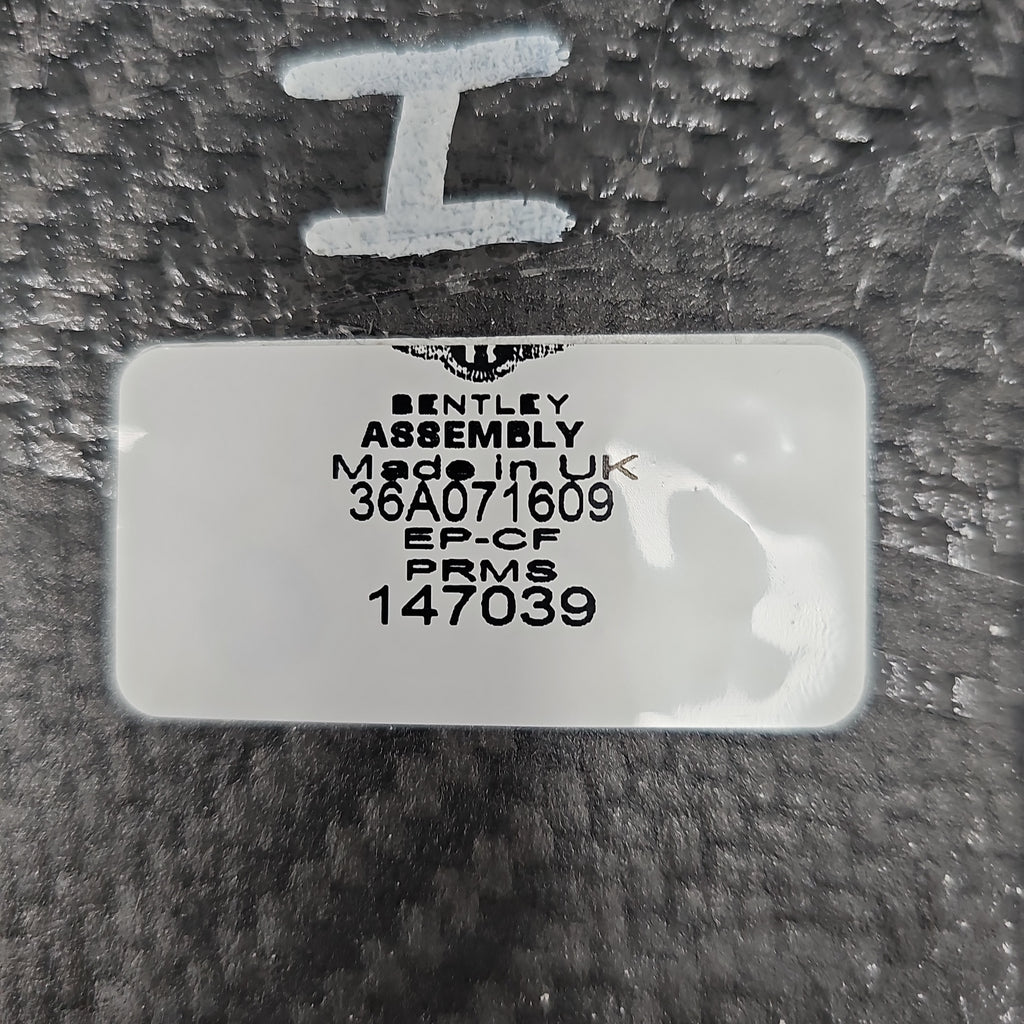 I
BENTLEY
ASSEMBLY
Made in UK
36A071609
EP-CF
PRMS
147039